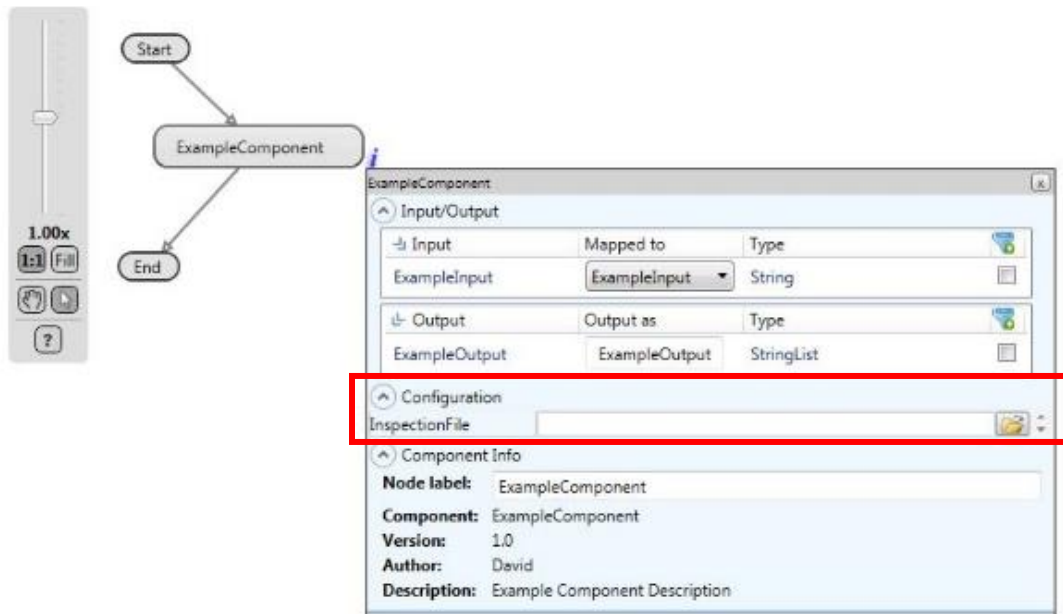 Start
ExampleComponent
i
1.00x
1:1 Fill
End
?
ExampleComponent x
Input/Output
Input Mapped to Type
ExampleInput ExampleInput String
Output Output as Type
ExampleOutput ExampleOutput StringList
Configuration
InspectionFile
Component Info
Node label: ExampleComponent
Component: ExampleComponent
Version: 1.0
Author: David
Description: Example Component Description